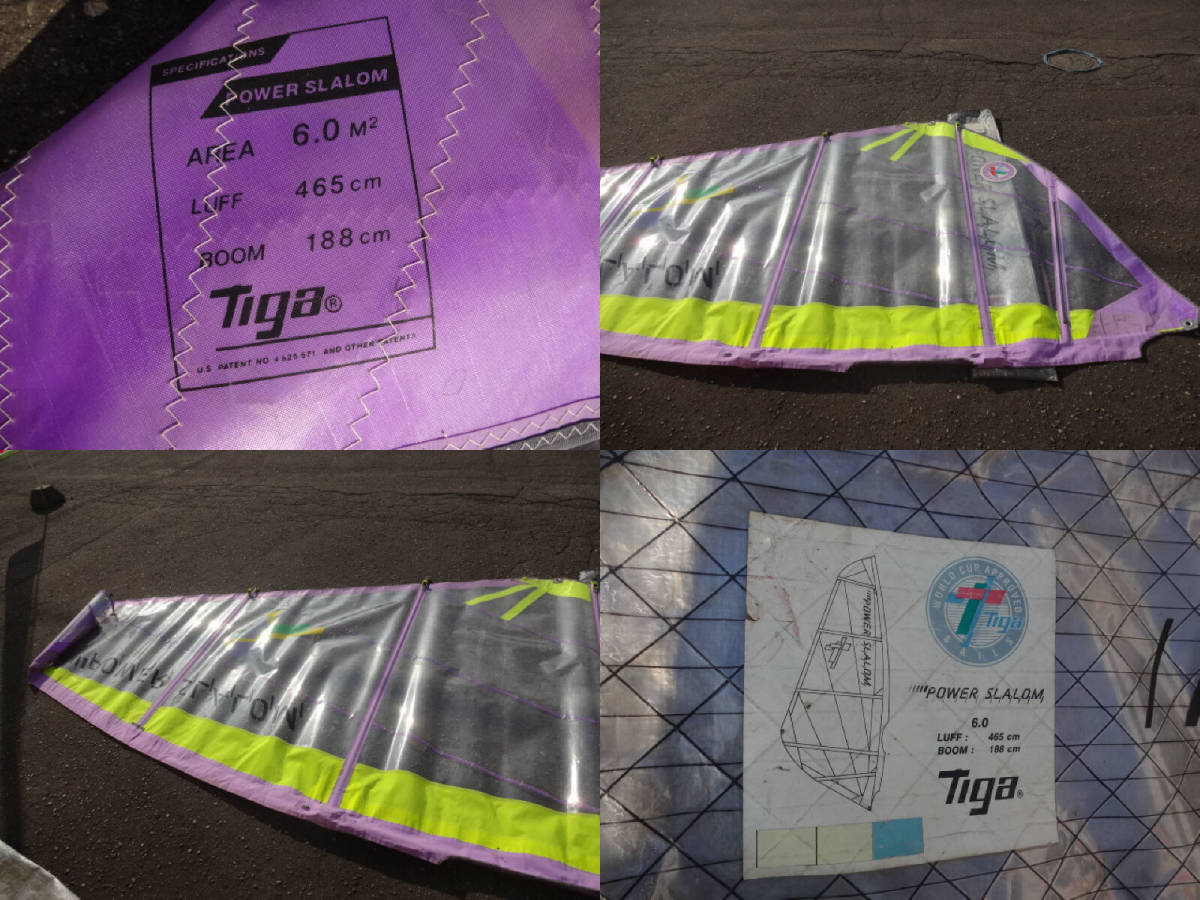 SPECIFICATIONS
POWER SLALOM
AREA 6.0 M²
LUFF 465 cm
BOOM 188 cm
Tiga®
U.S. PATENT NO. 4 625 671 AND OTHER PATENTS
SLALOM
WORLD CUP APPROVED
Tiga
SAILS
POWER SLALOM
POWER SLALOM
6.0
LUFF : 465 cm
BOOM : 188 cm
Tiga®